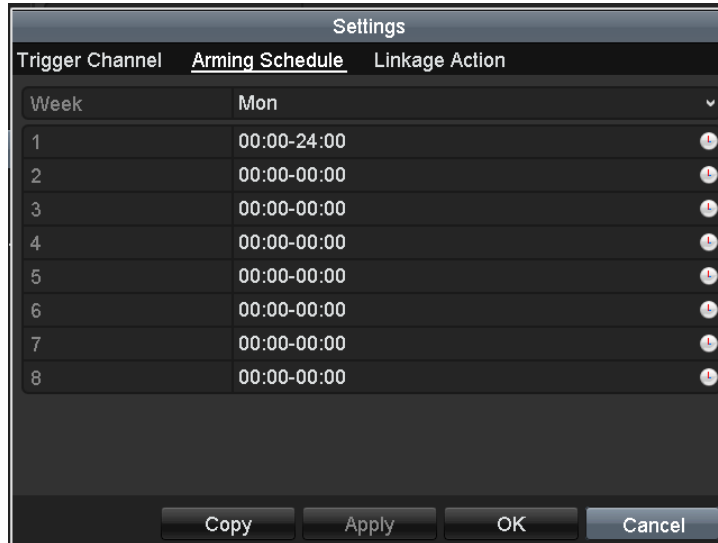 Settings
Trigger Channel Arming Schedule Linkage Action
Week Mon
1 00:00-24:00
2 00:00-00:00
3 00:00-00:00
4 00:00-00:00
5 00:00-00:00
6 00:00-00:00
7 00:00-00:00
8 00:00-00:00
Copy Apply OK Cancel